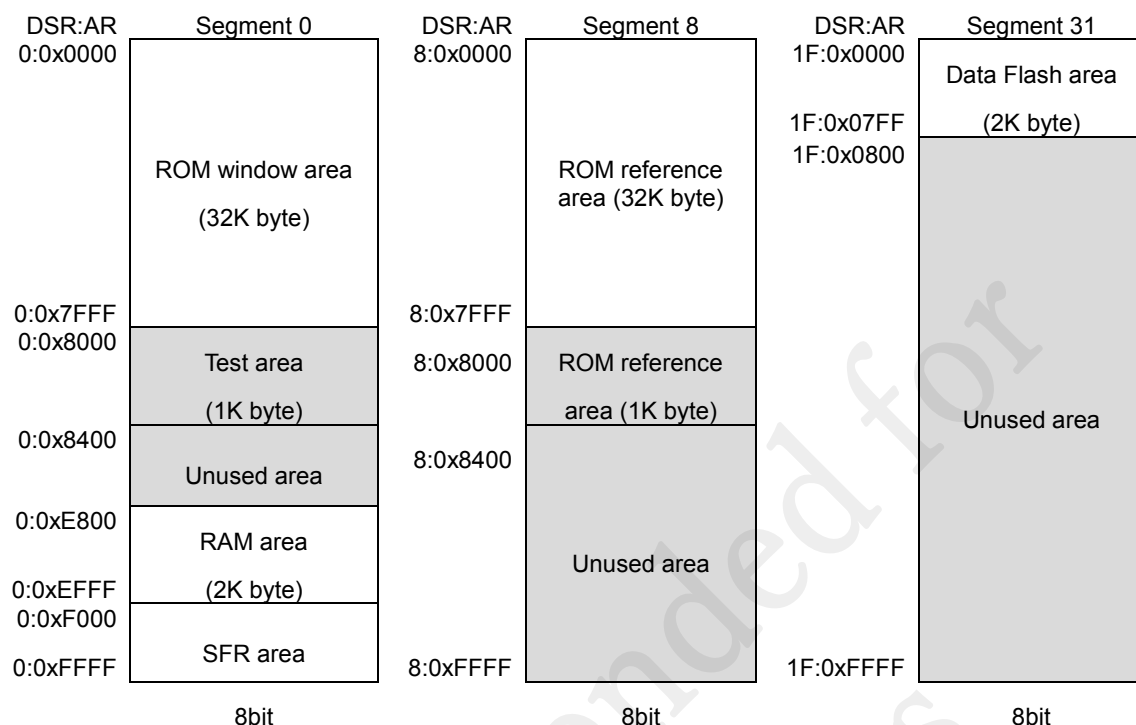 DSR:AR Segment 0
0:0x0000
ROM window area
(32K byte)
0:0x7FFF
0:0x8000
Test area
(1K byte)
0:0x8400
Unused area
0:0xE800
RAM area
(2K byte)
0:0xEFFF
0:0xF000
SFR area
0:0xFFFF
8bit
DSR:AR Segment 8
8:0x0000
ROM reference
area (32K byte)
8:0x7FFF
8:0x8000 ROM reference
area (1K byte)
8:0x8400
Unused area
8:0xFFFF
8bit
DSR:AR Segment 31
1F:0x0000
Data Flash area
1F:0x07FF (2K byte)
1F:0x0800
Unused area
1F:0xFFFF
8bit
for